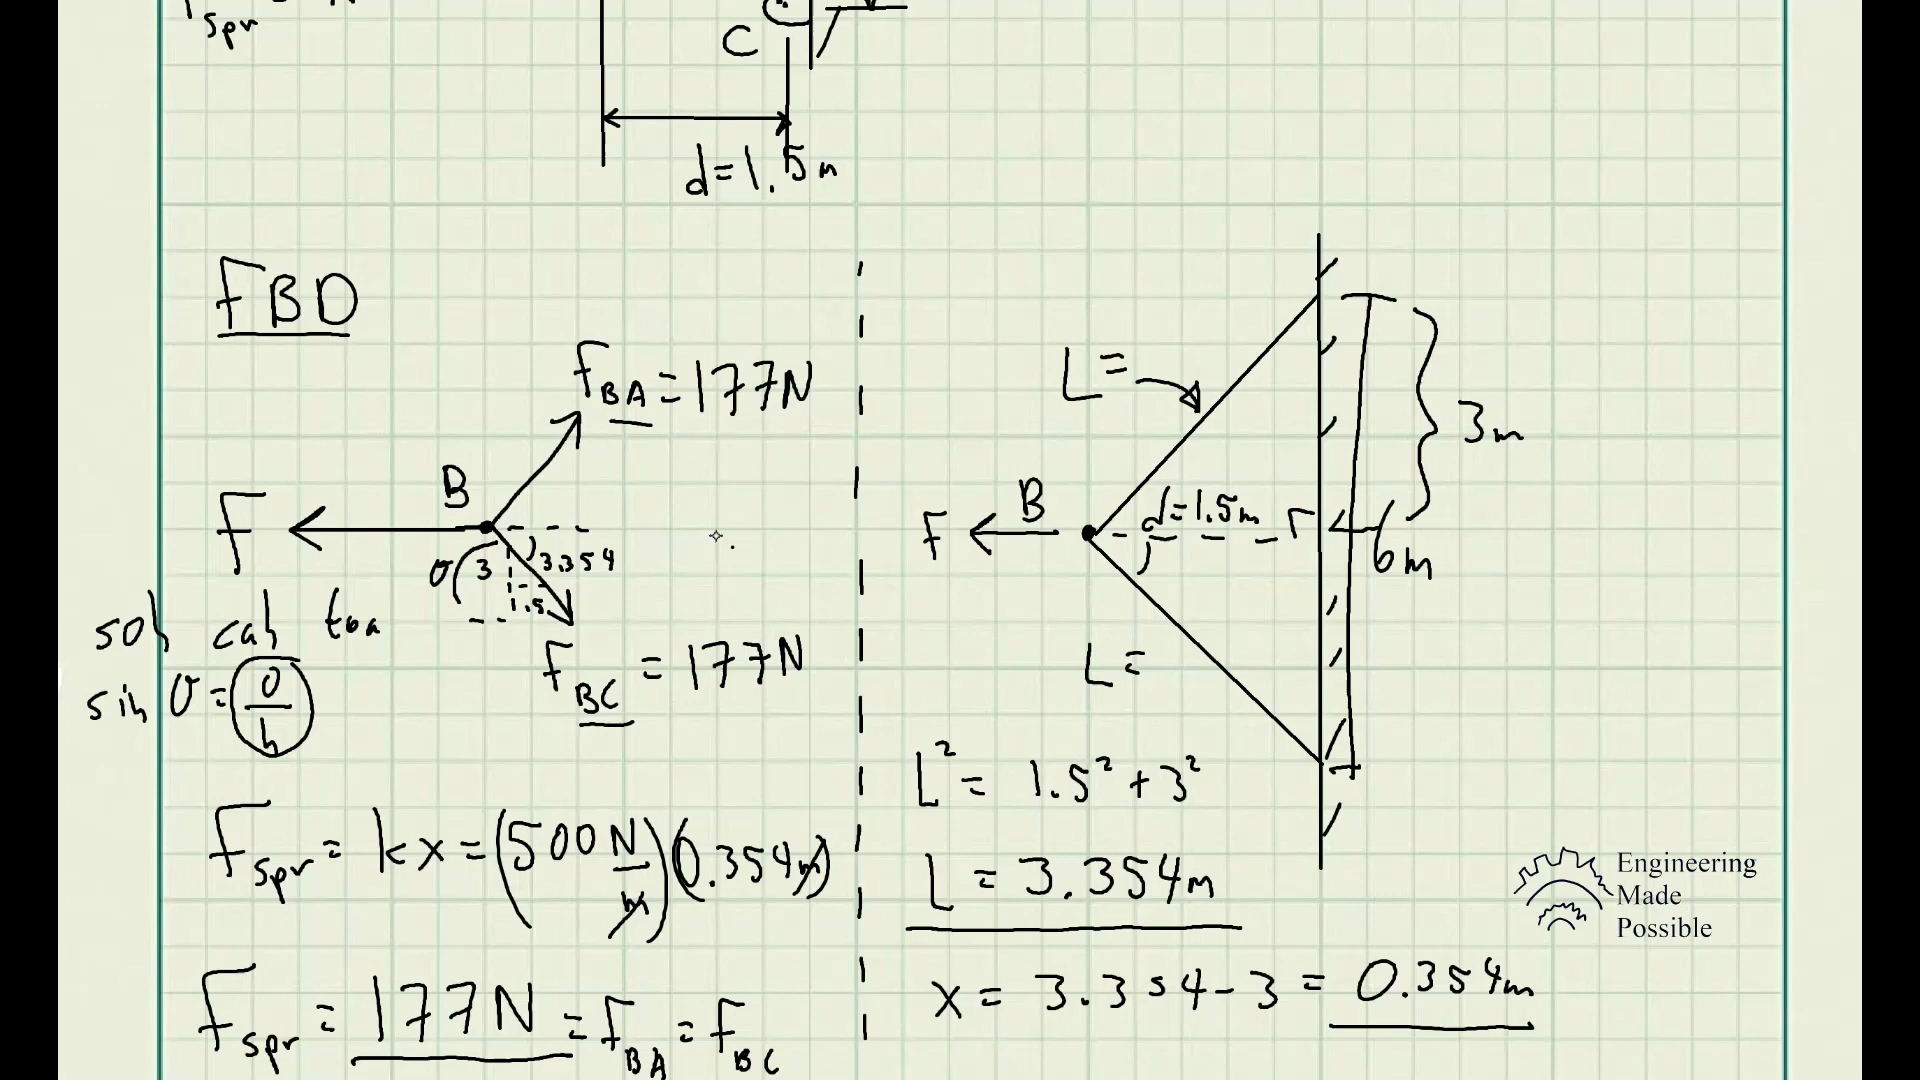 spr
C
d=1.5m
FBD
F_BA = 177N
B
F
θ 3 3.354
1.5
F_BC = 177N
soh cah toa
sin θ = o/h
F_spr = kx = (500 N/m)(0.354m)
F_spr = 177N = F_BA = F_BC
L=
3m
B
d=1.5m
F
6m
L=
L² = 1.5² + 3²
L = 3.354m
x = 3.354-3 = 0.354m
Engineering
Made
Possible